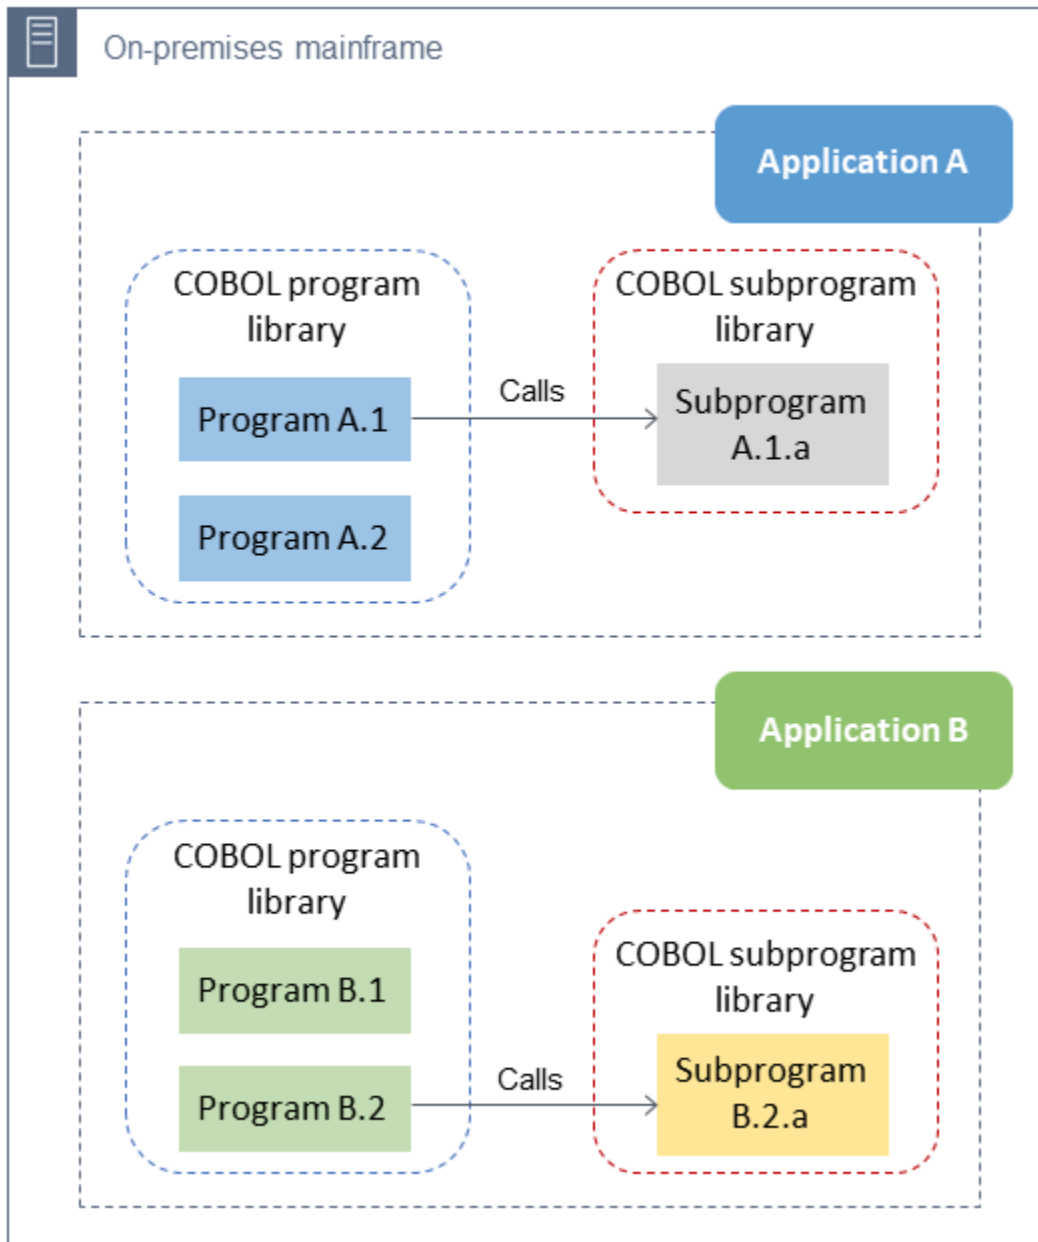 On-premises mainframe
Application A
COBOL program
library
Program A.1
Program A.2
Calls
COBOL subprogram
library
Subprogram
A.1.a
Application B
COBOL program
library
Program B.1
Program B.2
Calls
COBOL subprogram
library
Subprogram
B.2.a